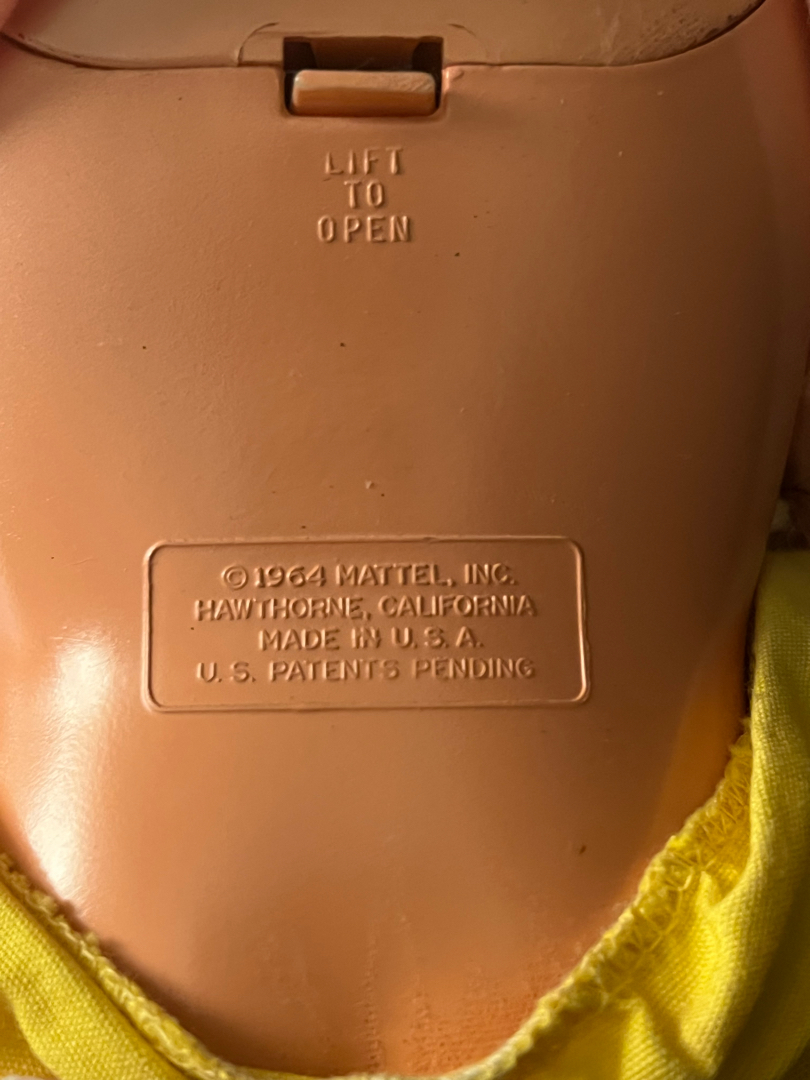 LIFT
TO
OPEN
© 1964 MATTEL, INC.
HAWTHORNE, CALIFORNIA
MADE IN U. S. A.
U. S. PATENTS PENDING